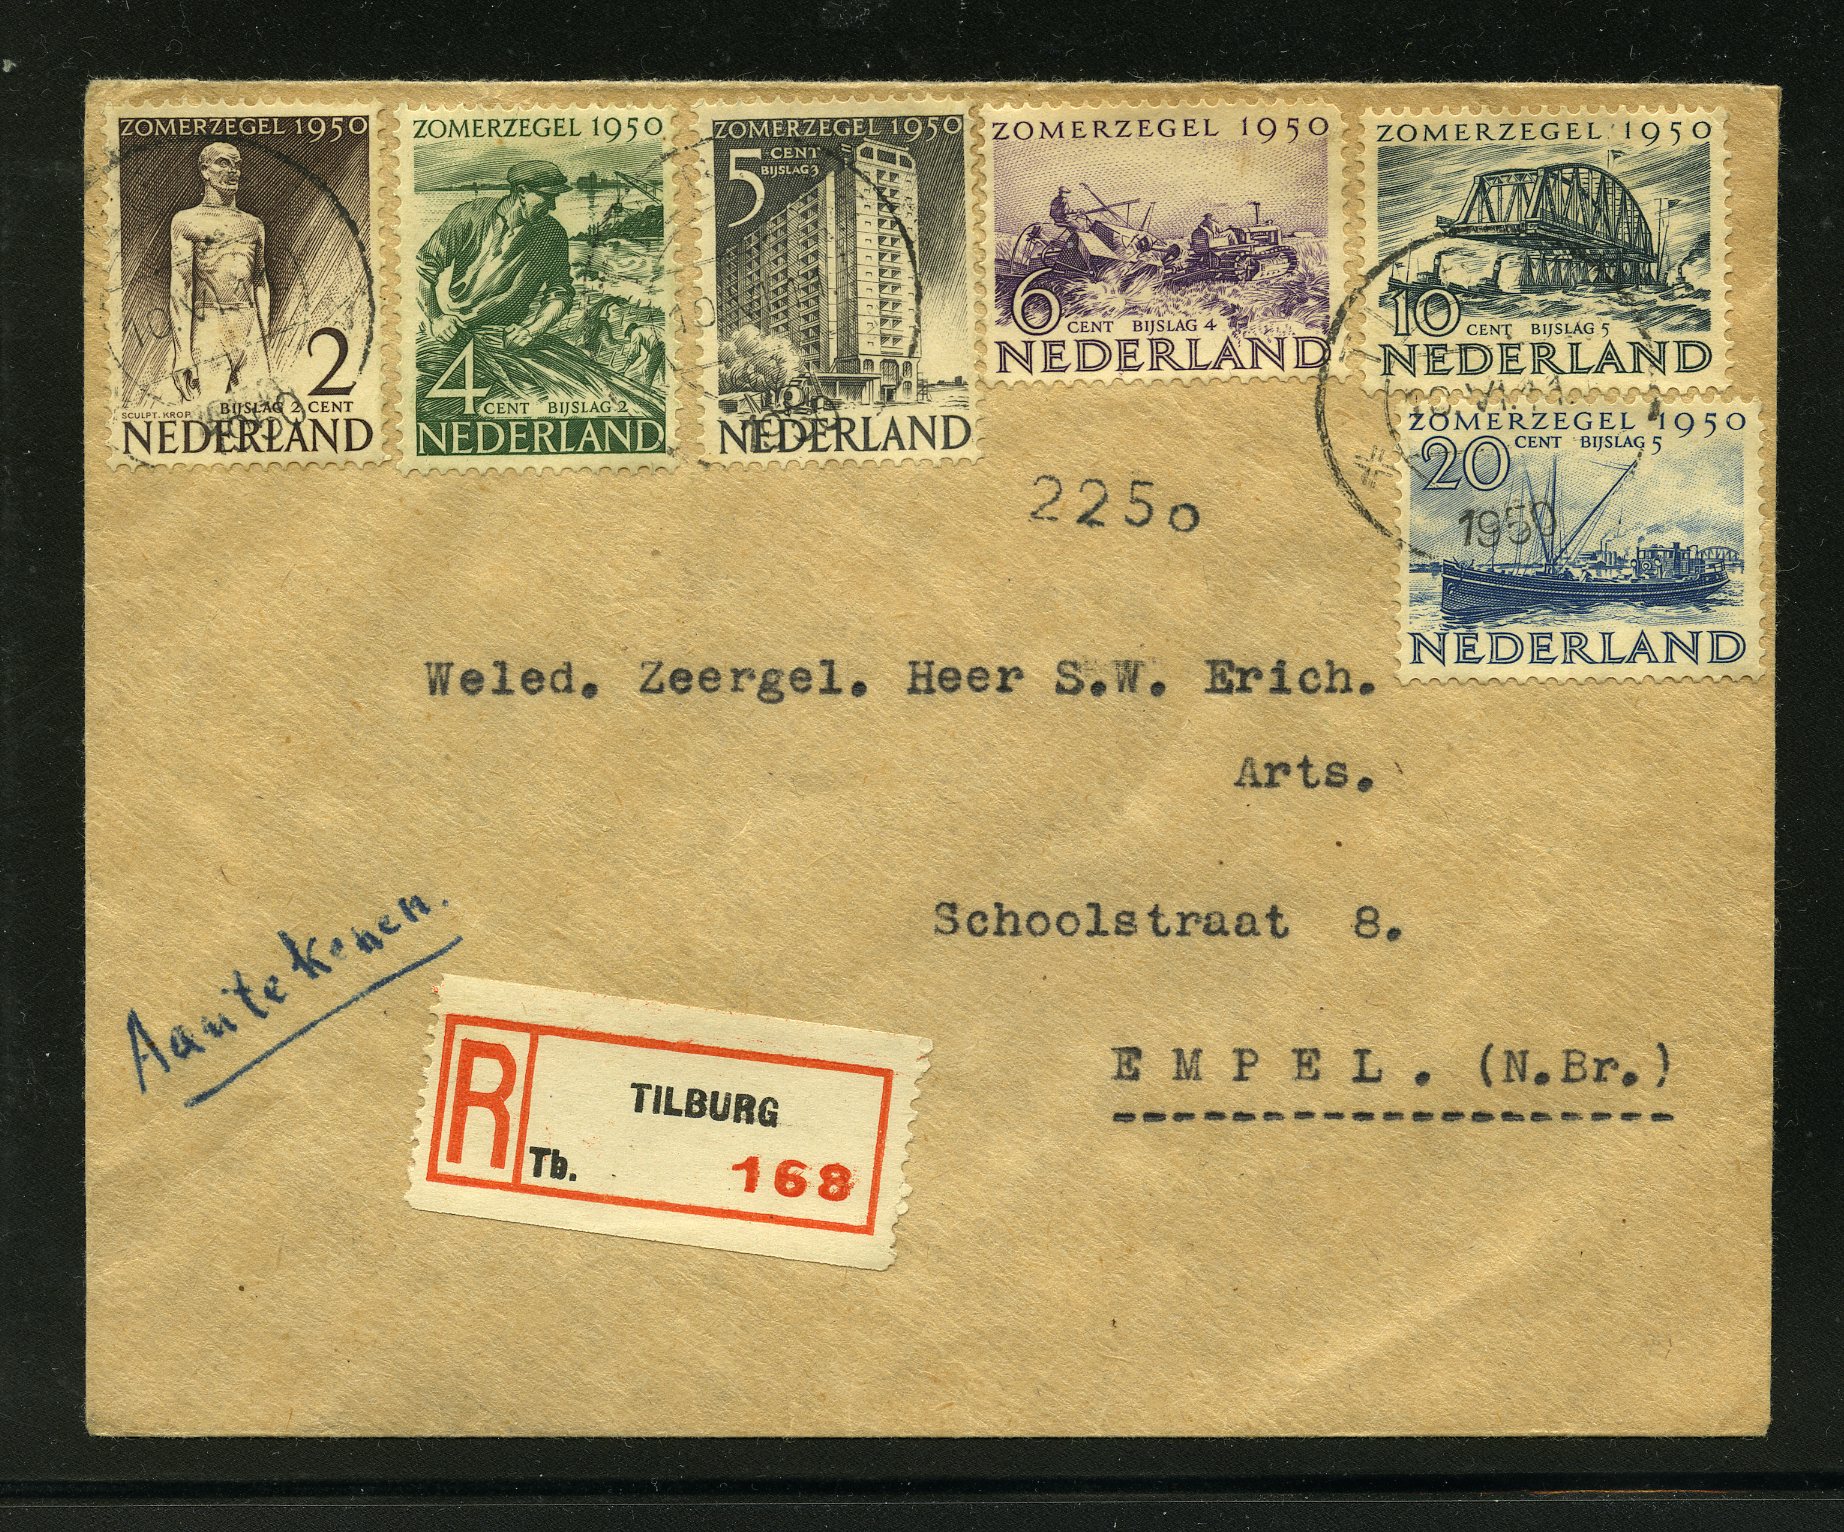 ZOMERZEGEL 1950
2
SCULPT. KROP
BIJSLAG 2 CENT
NEDERLAND
ZOMERZEGEL 1950
4 CENT BIJSLAG 2
NEDERLAND
ZOMERZEGEL 1950
5 CENT
BIJSLAG 3
NEDERLAND
ZOMERZEGEL 1950
6 CENT BIJSLAG 4
NEDERLAND
ZOMERZEGEL 1950
10 CENT BIJSLAG 5
NEDERLAND
ZOMERZEGEL 1950
20 CENT BIJSLAG 5
1950
NEDERLAND
2250
Weled. Zeergel. Heer S.W. Erich.
Arts.
Schoolstraat 8.
EMPEL. (N.Br.)
Aantekenen.
R
TILBURG
Tb. 168